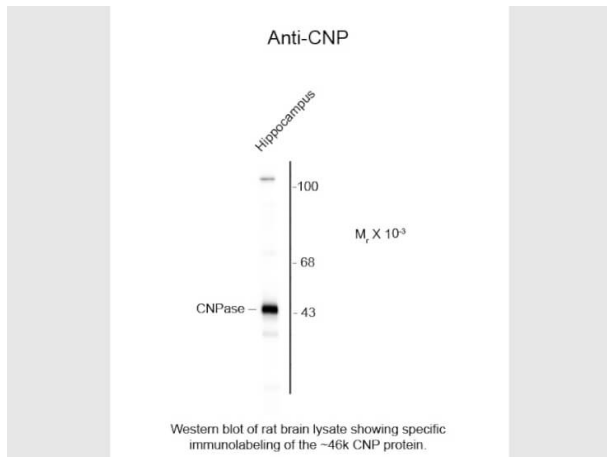 Anti-CNP
Hippocampus
-100
M_r X 10^-3
- 68
CNPase –
- 43
Western blot of rat brain lysate showing specific
immunolabeling of the ~46k CNP protein.